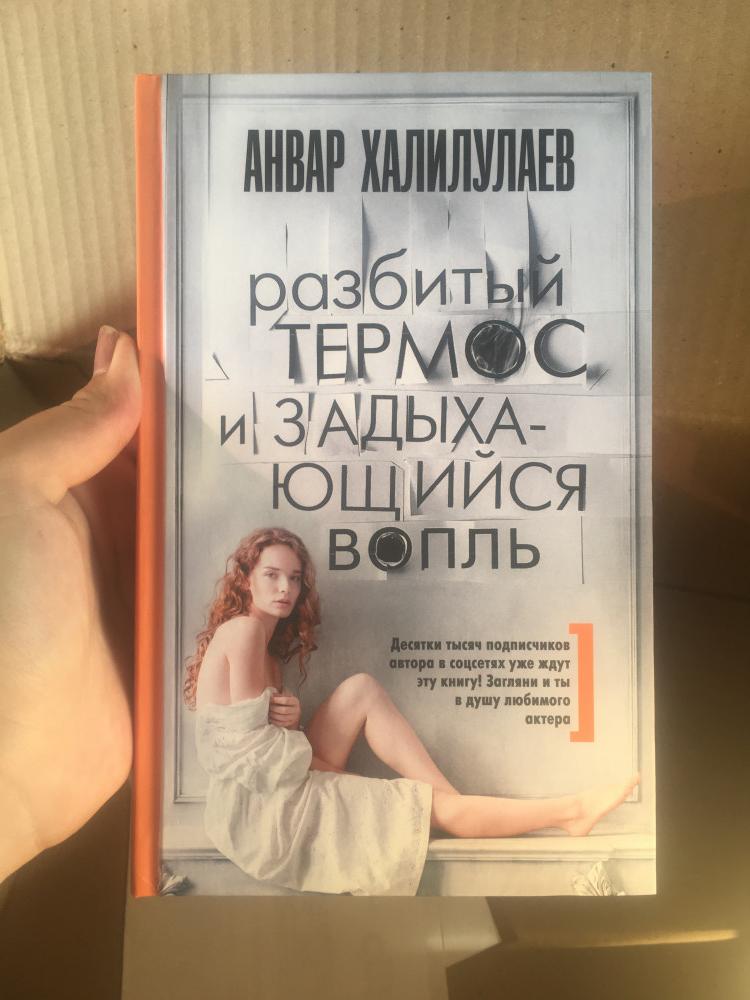 АНВАР ХАЛИЛУЛАЕВ
разбитый
ТЕРМОС
и ЗАДЫХА-
ЮЩИЙСЯ
ВОПЛЬ
Десятки тысяч подписчиков
автора в соцсетях уже ждут
эту книгу! Загляни и ты
в душу любимого
актера